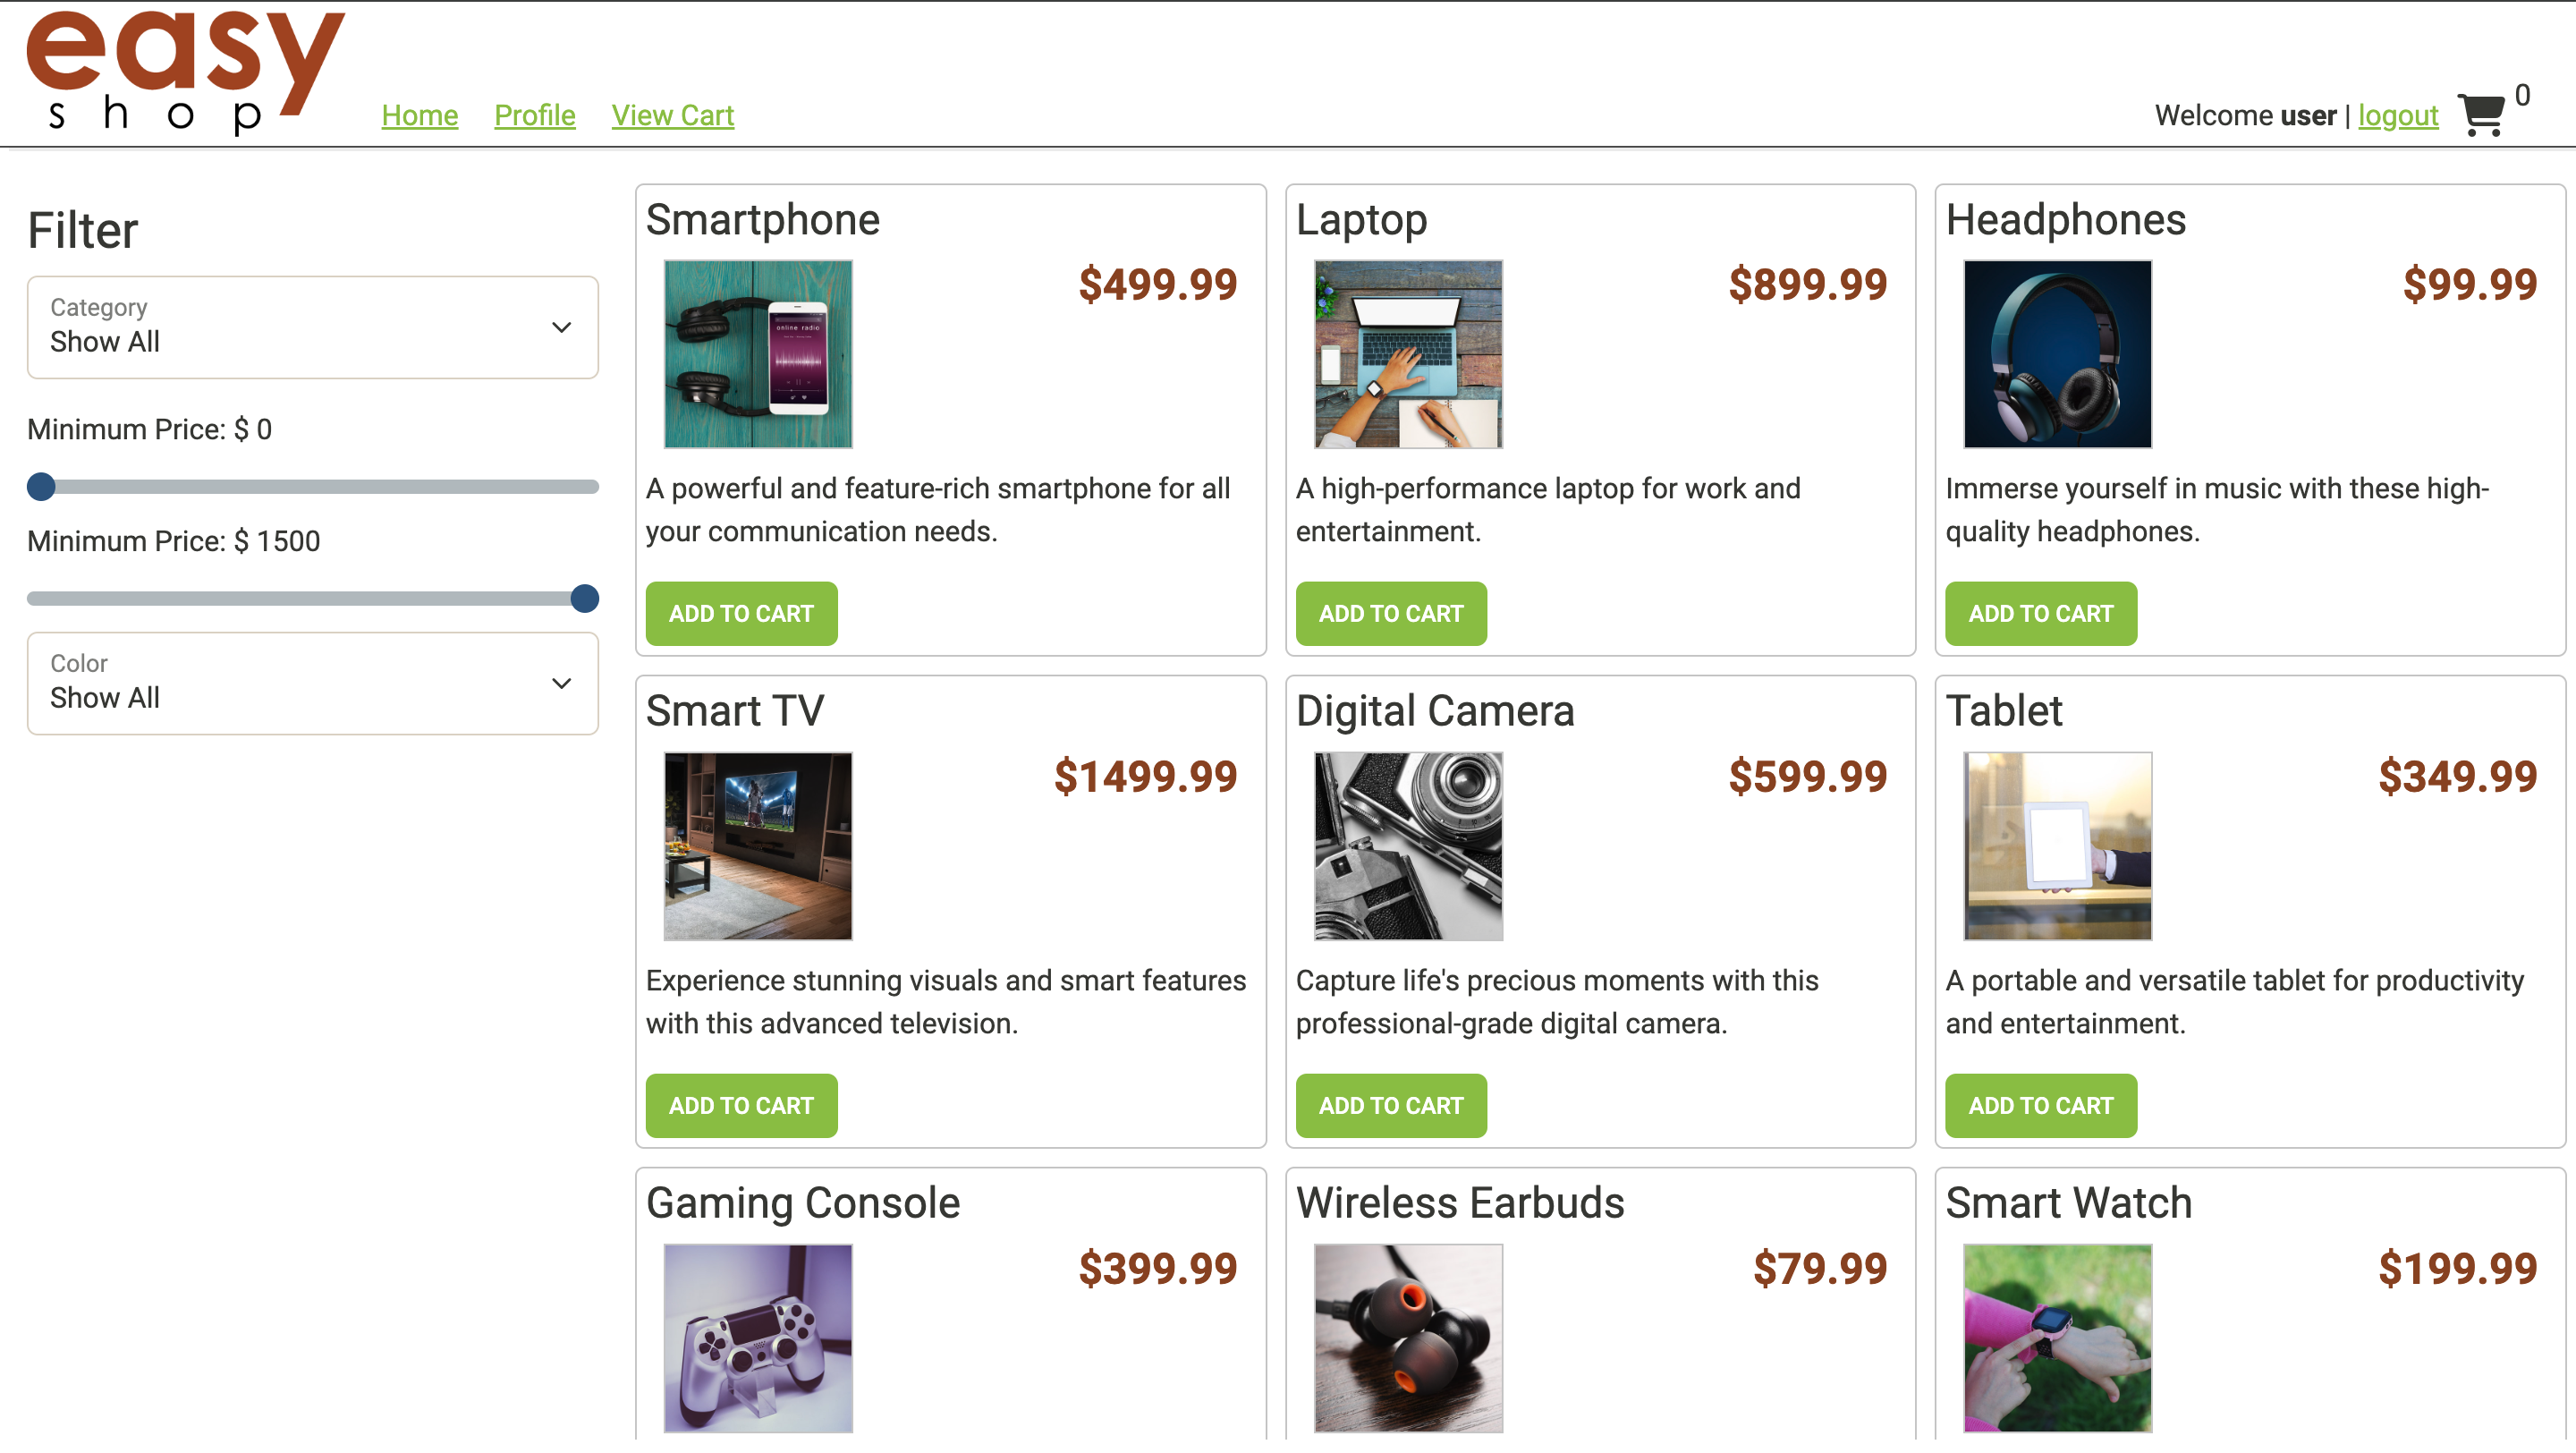 easy
shop
Home Profile View Cart
Welcome user | logout 0
Filter
Category
Show All
Minimum Price: $ 0
Minimum Price: $ 1500
Color
Show All
Smartphone
$499.99
online radio
A powerful and feature-rich smartphone for all
your communication needs.
ADD TO CART
Laptop
$899.99
A high-performance laptop for work and
entertainment.
ADD TO CART
Headphones
$99.99
Immerse yourself in music with these high-
quality headphones.
ADD TO CART
Smart TV
$1499.99
Experience stunning visuals and smart features
with this advanced television.
ADD TO CART
Digital Camera
$599.99
Capture life's precious moments with this
professional-grade digital camera.
ADD TO CART
Tablet
$349.99
A portable and versatile tablet for productivity
and entertainment.
ADD TO CART
Gaming Console
$399.99
Wireless Earbuds
$79.99
Smart Watch
$199.99